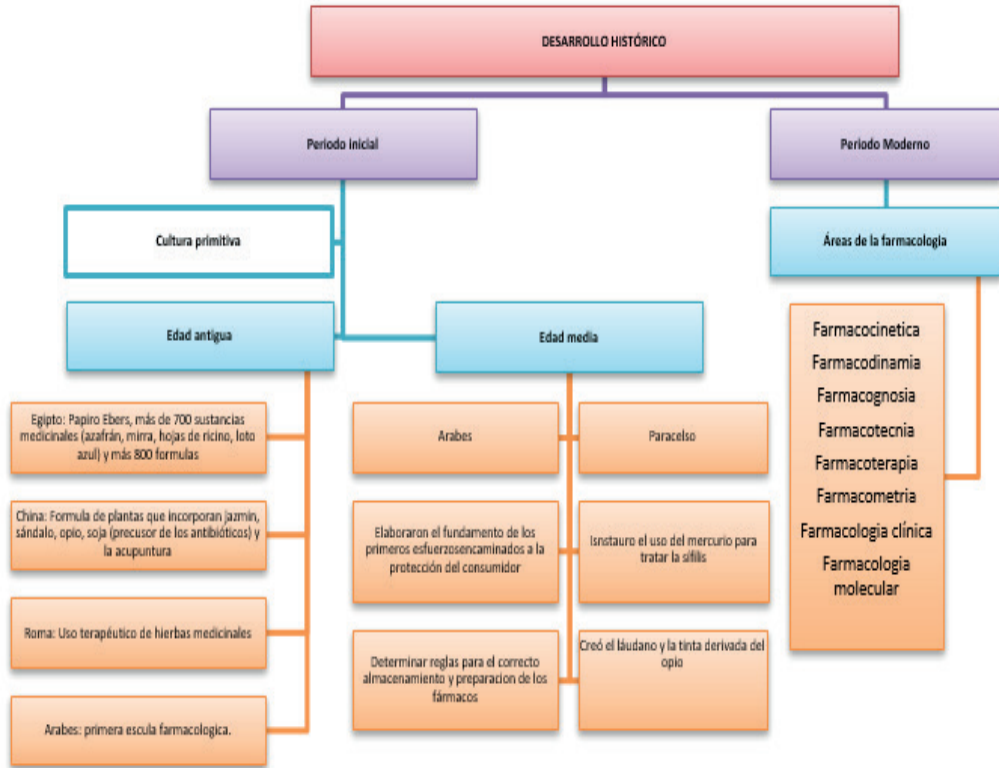 DESARROLLO HISTÓRICO
Periodo inicial
Periodo Moderno
Cultura primitiva
Áreas de la farmacologia
Edad antigua
Edad media
Egipto: Papiro Ebers, más de 700 sustancias
medicinales (azafrán, mirra, hojas de ricino, loto
azul) y más 800 formulas
China: Formula de plantas que incorporan jazmín,
sándalo, opio, soja (precusor de los antibióticos) y
la acupuntura
Roma: Uso terapéutico de hierbas medicinales
Arabes: primera escula farmacologica.
Arabes
Elaboraron el fundamento de los
primeros esfuerzosencaminados a la
protección del consumidor
Determinar reglas para el correcto
almacenamiento y preparacion de los
fármacos
Paracelso
Isnstauro el uso del mercurio para
tratar la sífilis
Creó el láudano y la tinta derivada del
opio
Farmacocinetica
Farmacodinamia
Farmacognosia
Farmacotecnia
Farmacoterapia
Farmacometria
Farmacologia clínica
Farmacologia
molecular